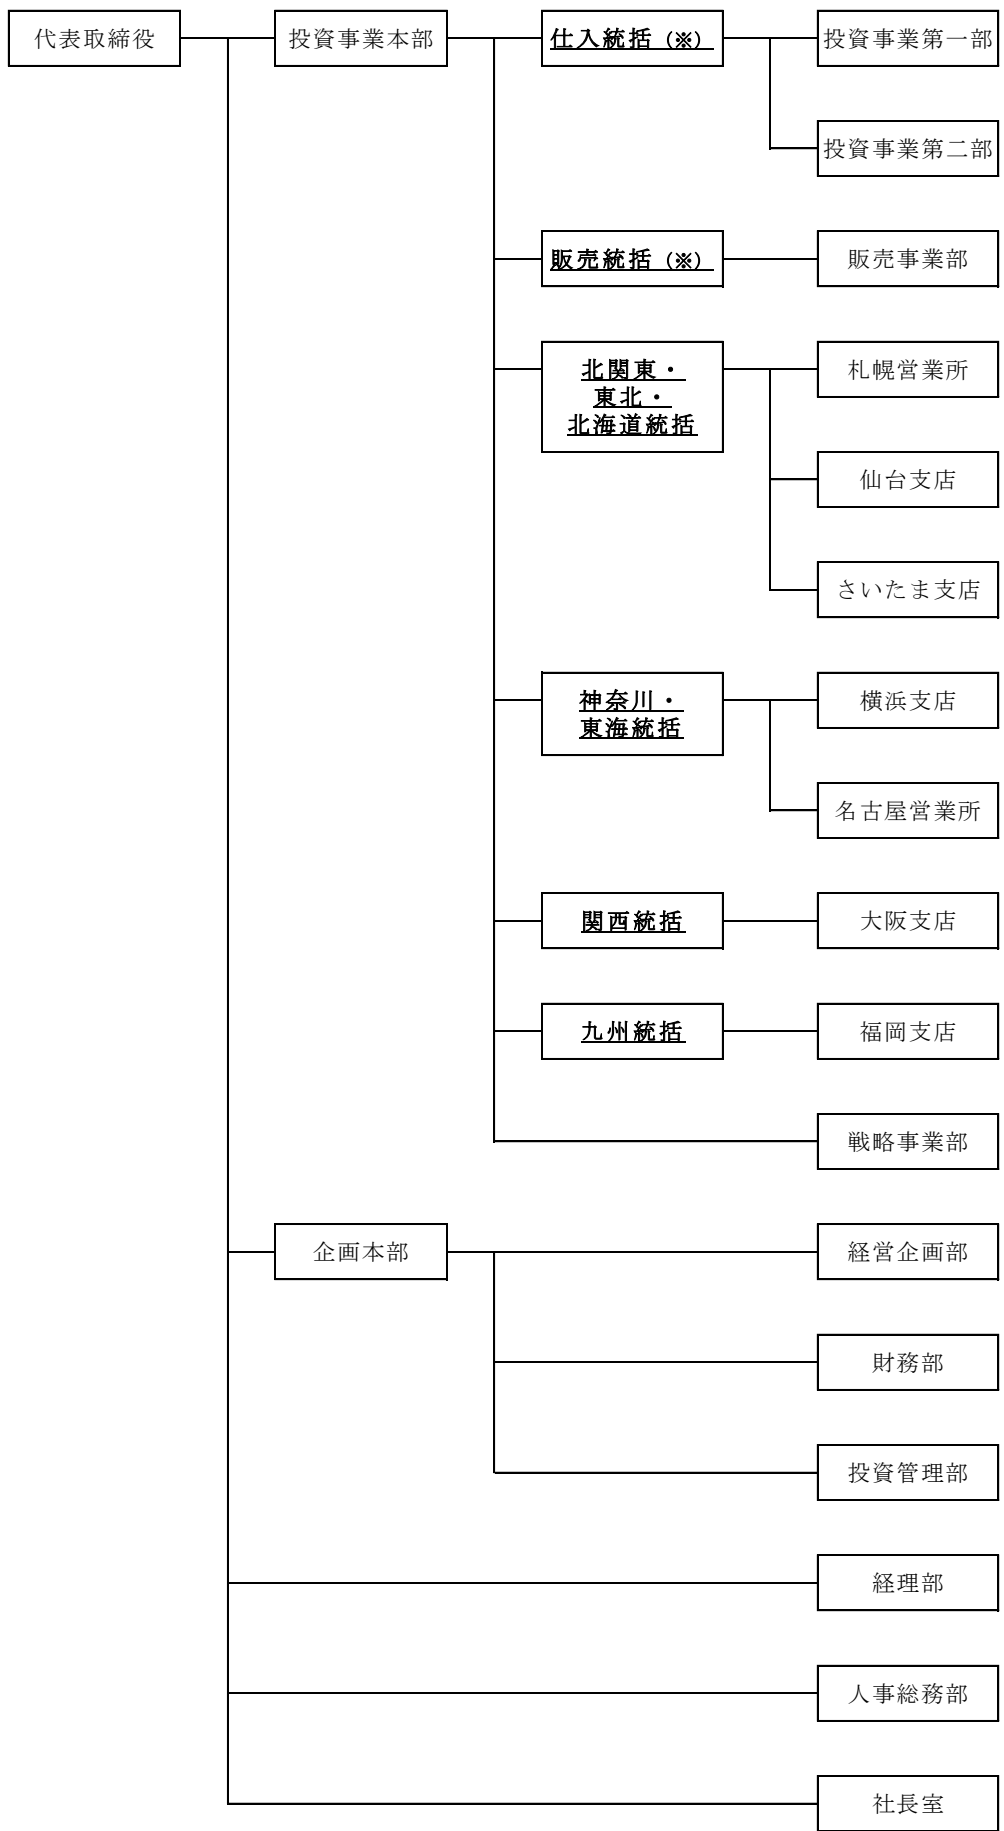 代表取締役
投資事業本部
仕入統括（※）
投資事業第一部
投資事業第二部
販売統括（※）
販売事業部
北関東・
東北・
北海道統括
札幌営業所
仙台支店
さいたま支店
神奈川・
東海統括
横浜支店
名古屋営業所
関西統括
大阪支店
九州統括
福岡支店
戦略事業部
企画本部
経営企画部
財務部
投資管理部
経理部
人事総務部
社長室